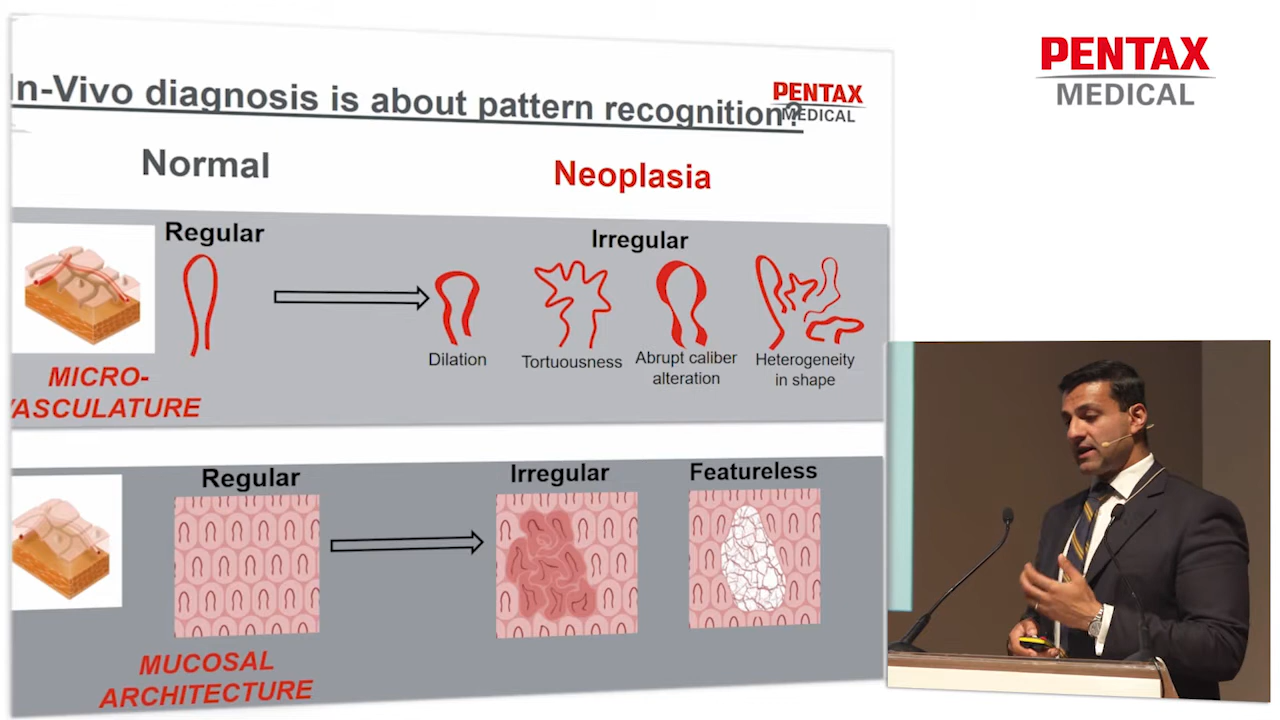 In-Vivo diagnosis is about pattern recognition?
PENTAX
MEDICAL
PENTAX
MEDICAL
Normal
Neoplasia
Regular
Irregular
Dilation
Tortuousness
Abrupt caliber
alteration
Heterogeneity
in shape
MICRO-
VASCULATURE
Regular
Irregular
Featureless
MUCOSAL
ARCHITECTURE